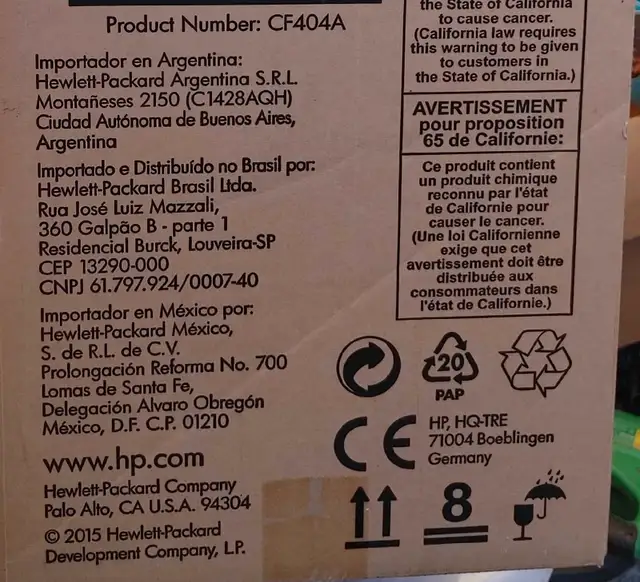 Product Number: CF404A
Importador en Argentina:
Hewlett-Packard Argentina S.R.L.
Montañeses 2150 (C1428AQH)
Ciudad Autónoma de Buenos Aires,
Argentina
Importado e Distribuído no Brasil por:
Hewlett-Packard Brasil Ltda.
Rua José Luiz Mazzali,
360 Galpão B - parte 1
Residencial Burck, Louveira-SP
CEP 13290-000
CNPJ 61.797.924/0007-40
Importador en México por:
Hewlett-Packard México,
S. de R.L. de C.V.
Prolongación Reforma No. 700
Lomas de Santa Fe,
Delegación Alvaro Obregón
México, D.F. C.P. 01210
www.hp.com
Hewlett-Packard Company
Palo Alto, CA U.S.A. 94304
© 2015 Hewlett-Packard
Development Company, L.P.
the State of California
to cause cancer.
(California law requires
this warning to be given
to customers in
the State of California.)
AVERTISSEMENT
pour proposition
65 de Californie:
Ce produit contient
un produit chimique
reconnu par l'état
de Californie pour
causer le cancer.
(Une loi Californienne
exige que cet
avertissement doit être
distribuée aux
consommateurs dans
l'état de Californie.)
20
PAP
CE
HP, HQ-TRE
71004 Boeblingen
Germany
8